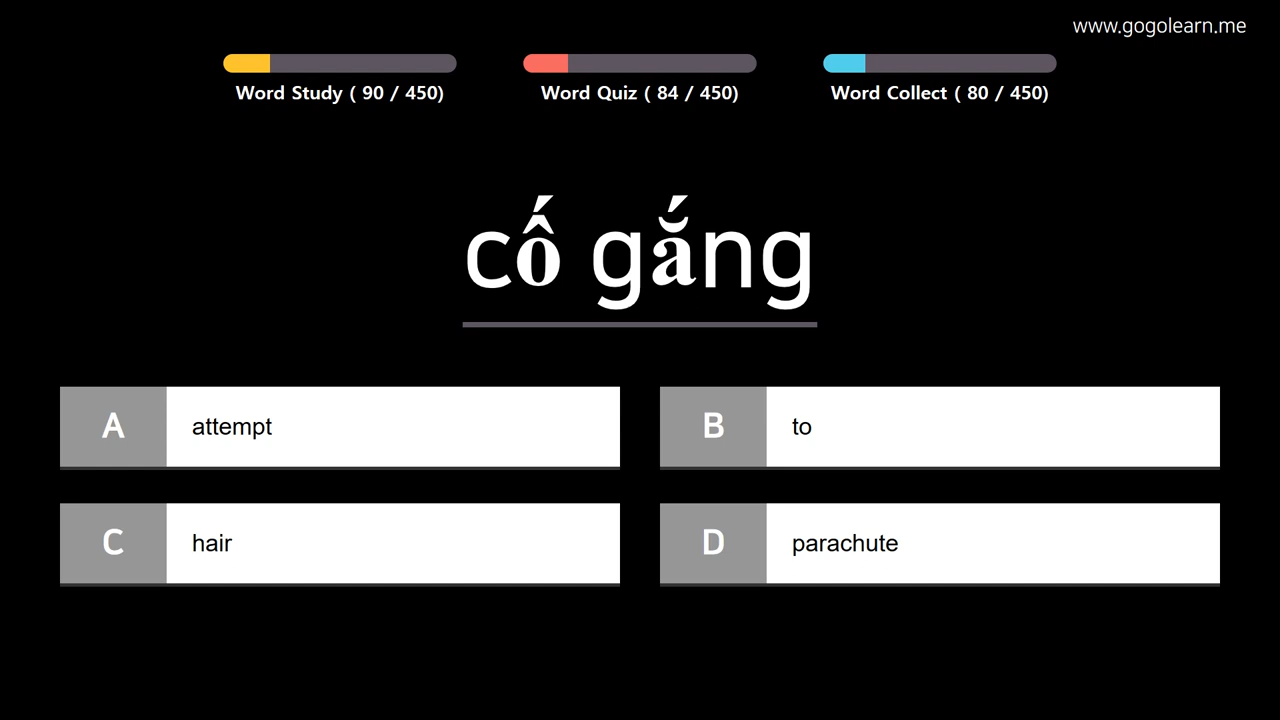 www.gogolearn.me
Word Study ( 90 / 450)
Word Quiz ( 84 / 450)
Word Collect ( 80 / 450)
cố gắng
A attempt
B to
C hair
D parachute